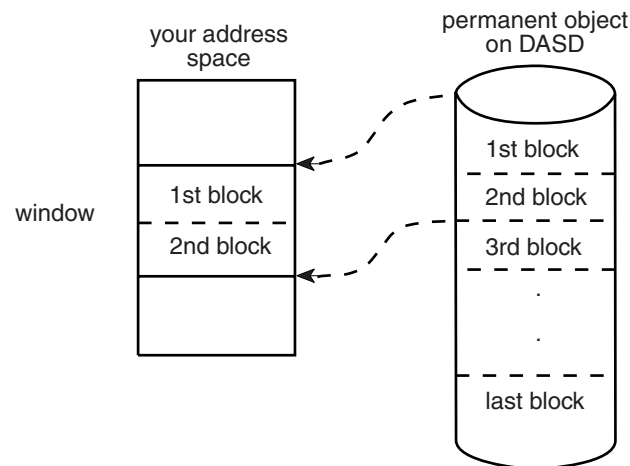 your address
space
permanent object
on DASD
window
1st block
2nd block
1st block
2nd block
3rd block
.
.
last block